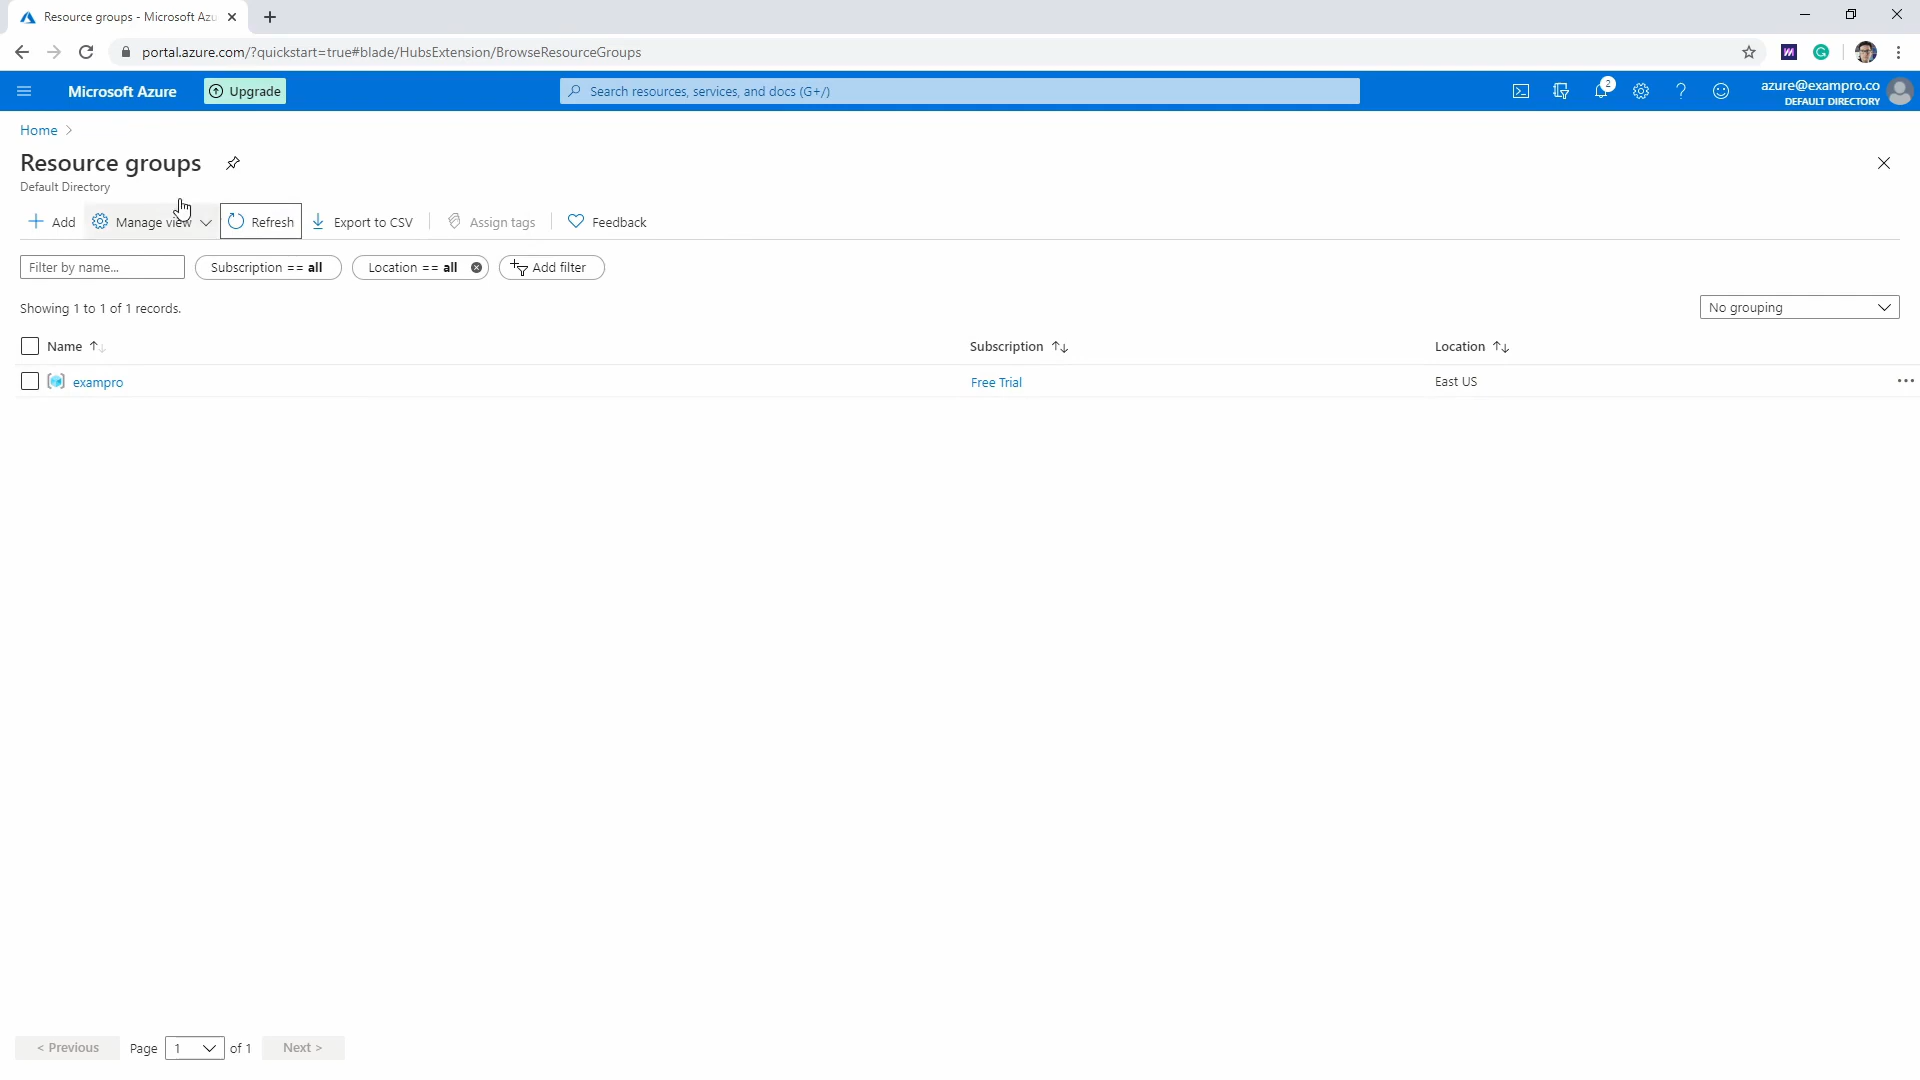 Resource groups - Microsoft Azu
portal.azure.com/?quickstart=true#blade/HubsExtension/BrowseResourceGroups
Microsoft Azure
Upgrade
Search resources, services, and docs (G+/)
2
azure@exampro.co
DEFAULT DIRECTORY
Home
Resource groups
Default Directory
Add
Manage view
Refresh
Export to CSV
Assign tags
Feedback
Filter by name...
Subscription == all
Location == all
Add filter
Showing 1 to 1 of 1 records.
No grouping
Name
Subscription
Location
exampro
Free Trial
East US
< Previous
Page
1
of 1
Next >